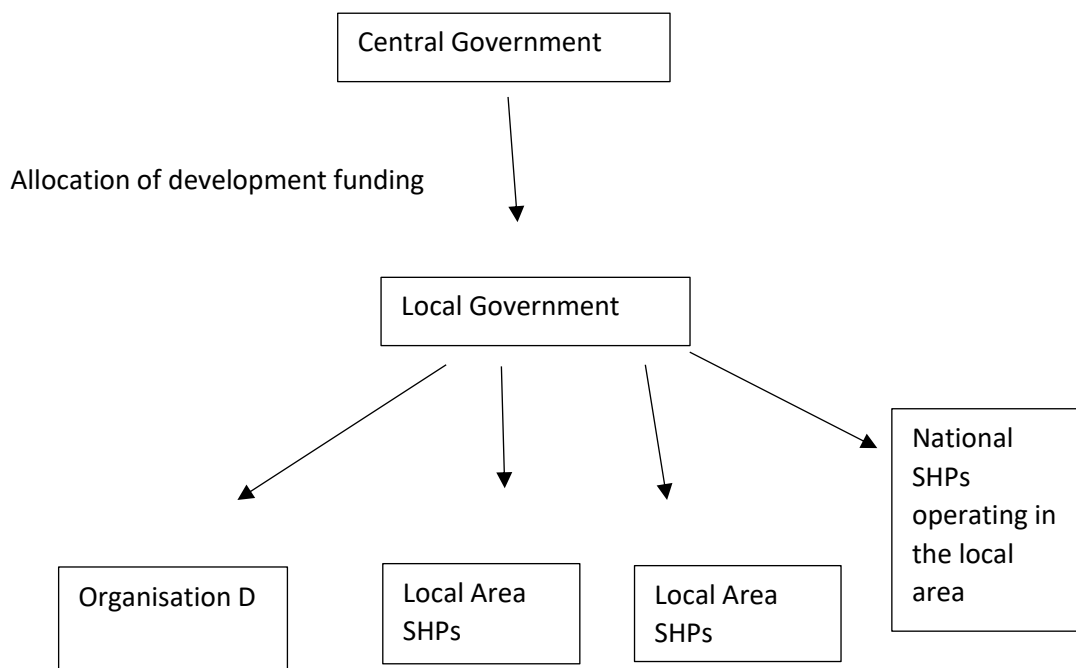 Central Government
Allocation of development funding
Local Government
National
SHPs
operating in
the local
area
Organisation D
Local Area
SHPs
Local Area
SHPs